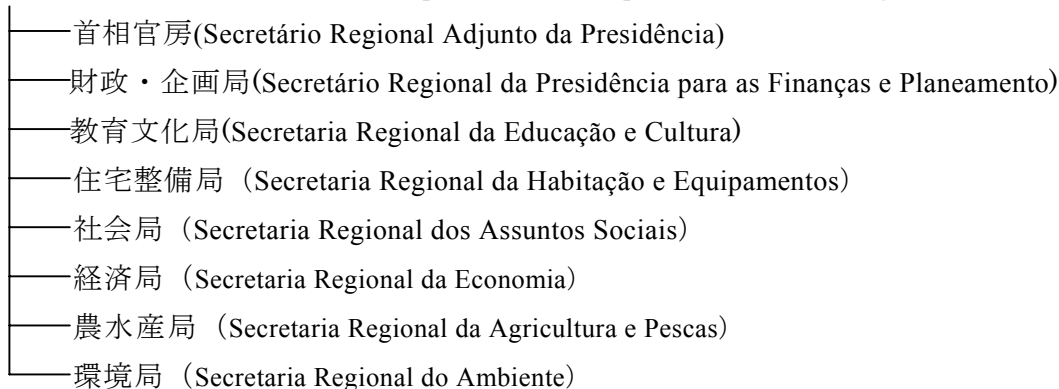 首相官房(Secretário Regional Adjunto da Presidência)
財政・企画局(Secretário Regional da Presidência para as Finanças e Planeamento)
教育文化局(Secretaria Regional da Educação e Cultura)
住宅整備局（Secretaria Regional da Habitação e Equipamentos）
社会局（Secretaria Regional dos Assuntos Sociais）
経済局（Secretaria Regional da Economia）
農水産局（Secretaria Regional da Agricultura e Pescas）
環境局（Secretaria Regional do Ambiente）